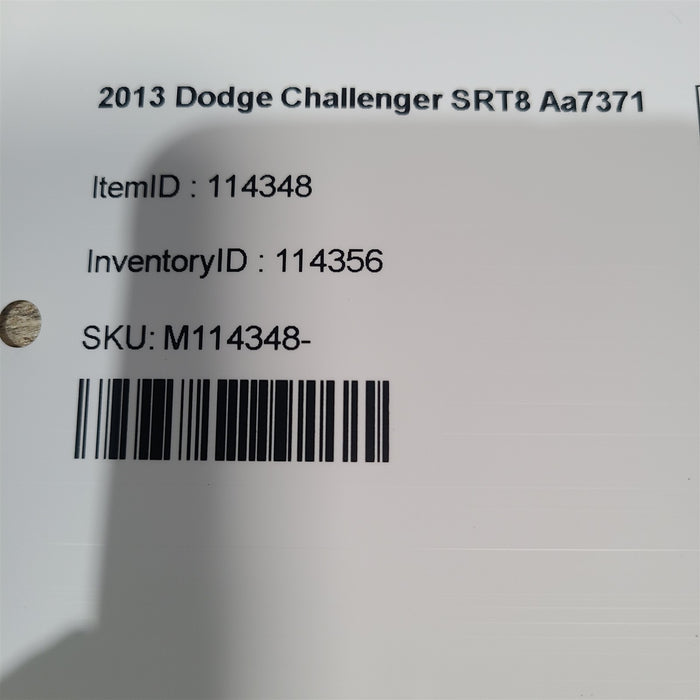 2013 Dodge Challenger SRT8 Aa7371
ItemID : 114348
InventoryID : 114356
SKU: M114348-